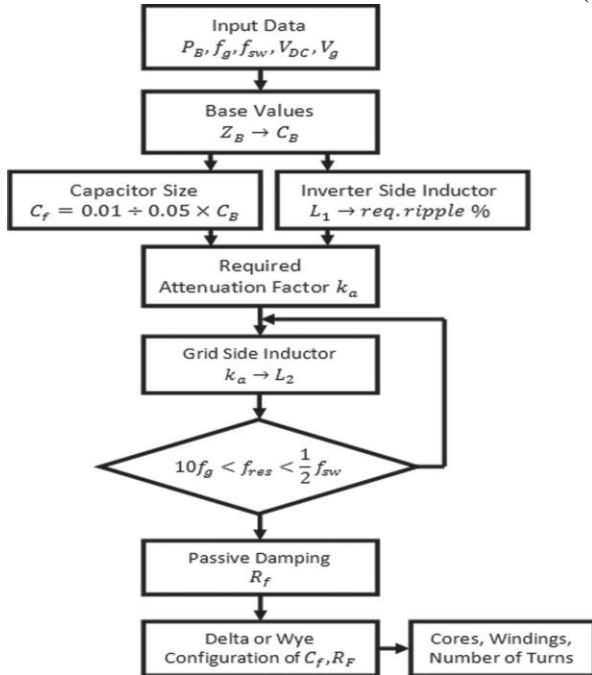 (
Input Data
P_B, f_g, f_sw, V_DC, V_g
Base Values
Z_B → C_B
Capacitor Size
C_f = 0.01 ÷ 0.05 × C_B
Inverter Side Inductor
L_1 → req.ripple %
Required
Attenuation Factor k_a
Grid Side Inductor
k_a → L_2
10f_g < f_res < 1/2 f_sw
Passive Damping
R_f
Delta or Wye
Configuration of C_f, R_F
Cores, Windings,
Number of Turns